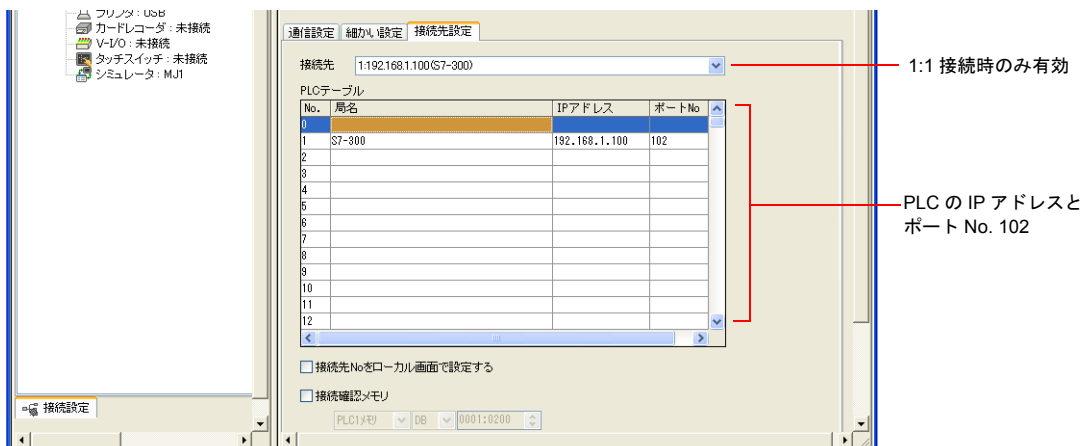 プリンタ : USB
カードレコーダ : 未接続
V-I/O : 未接続
タッチスイッチ : 未接続
シミュレータ : MJ1
接続設定
通信設定 細かい設定 接続先設定
接続先 1:192.168.1.100(S7-300)
PLCテーブル
No. 局名 IPアドレス ポートNo
0
1 S7-300 192.168.1.100 102
2
3
4
5
6
7
8
9
10
11
12
接続先Noをローカル画面で設定する
接続確認メモリ
PLC1メモリ DB 0001:0200
1:1 接続時のみ有効
PLC の IP アドレスと
ポート No. 102